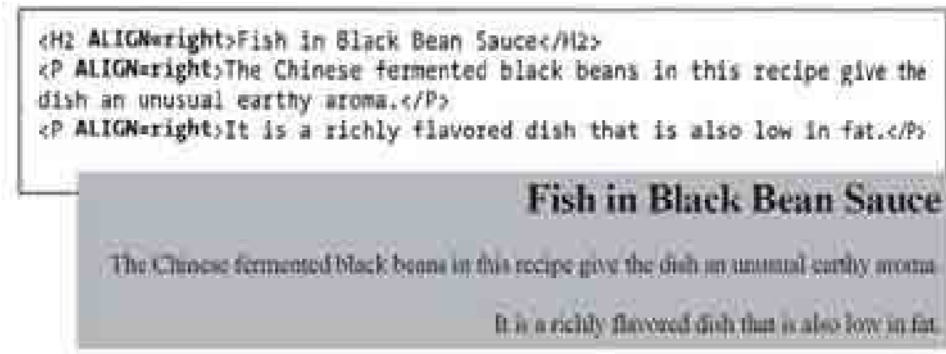 <H2 ALIGN=right>Fish in Black Bean Sauce</H2>
<P ALIGN=right>The Chinese fermented black beans in this recipe give the
dish an unusual earthy aroma.</P>
<P ALIGN=right>It is a richly flavored dish that is also low in fat.</P>
Fish in Black Bean Sauce
The Chinese fermented black beans in this recipe give the dish an unusual earthy aroma.
It is a richly flavored dish that is also low in fat.